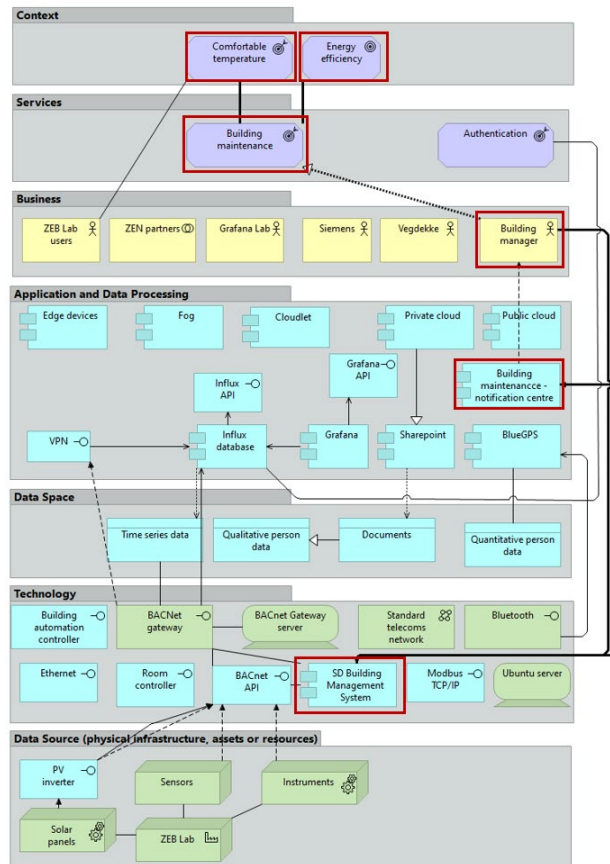 Context
Comfortable
temperature
Energy
efficiency
Services
Building
maintenance
Authentication
Business
ZEB Lab
users
ZEN partners
Grafana Lab
Siemens
Vegdekke
Building
manager
Application and Data Processing
Edge devices
Fog
Cloudlet
Private cloud
Public cloud
Grafana
API
Building
maintenancce -
notification centre
Influx
API
VPN
Influx
database
Grafana
Sharepoint
BlueGPS
Data Space
Time series data
Qualitative person
data
Documents
Quantitative person
data
Technology
Building
automation
controller
BACNet
gateway
BACnet Gateway
server
Standard
telecoms
network
Bluetooth
Ethernet
Room
controller
BACnet
API
SD Building
Management
System
Modbus
TCP/IP
Ubuntu server
Data Source (physical infrastructure, assets or resources)
PV
inverter
Sensors
Instruments
Solar
panels
ZEB Lab